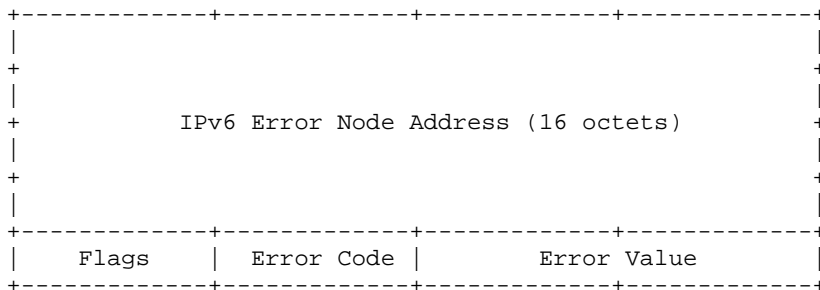 IPv6 Error Node Address (16 octets)
Flags | Error Code | Error Value